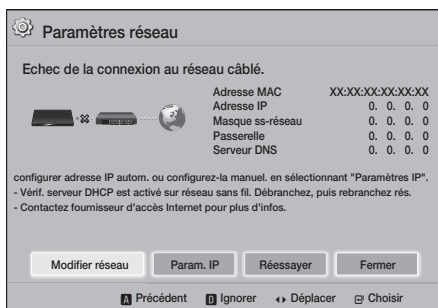 Paramètres réseau
Echec de la connexion au réseau câblé.
Adresse MAC XX:XX:XX:XX:XX:XX
Adresse IP 0. 0. 0. 0
Masque ss-réseau 0. 0. 0. 0
Passerelle 0. 0. 0. 0
Serveur DNS 0. 0. 0. 0
configurer adresse IP autom. ou configurez-la manuel. en sélectionnant "Paramètres IP".
- Vérif. serveur DHCP est activé sur réseau sans fil. Débranchez, puis rebranchez rés.
- Contactez fournisseur d'accès Internet pour plus d'infos.
Modifier réseau Param. IP Réessayer Fermer
A Précédent D Ignorer Déplacer Choisir